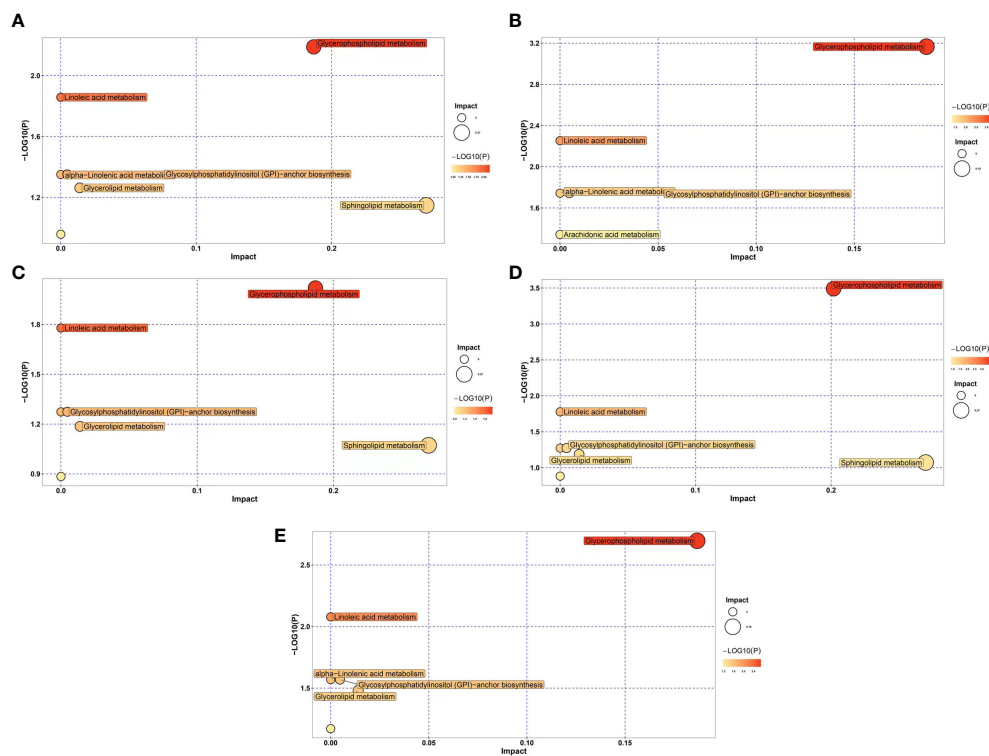 A
2.0
1.6
1.2
−LOG10(P)
Glycerophospholipid metabolism
Linoleic acid metabolism
alpha−Linolenic acid metabolism
Glycosylphosphatidylinositol (GPI)−anchor biosynthesis
Glycerolipid metabolism
Sphingolipid metabolism
0.0 0.1 0.2
Impact
Impact
−LOG10(P)
B
3.2
2.6
2.0
1.4
−LOG10(P)
Glycerophospholipid metabolism
Linoleic acid metabolism
alpha−Linolenic acid metabolism
Glycosylphosphatidylinositol (GPI)−anchor biosynthesis
Arachidonic acid metabolism
0.00 0.05 0.10 0.15
Impact
−LOG10(P)
Impact
C
1.8
1.5
1.2
0.9
−LOG10(P)
Glycerophospholipid metabolism
Linoleic acid metabolism
Glycosylphosphatidylinositol (GPI)−anchor biosynthesis
Glycerolipid metabolism
Sphingolipid metabolism
0.0 0.1 0.2
Impact
Impact
−LOG10(P)
D
3.5
3.0
2.5
2.0
1.5
1.0
−LOG10(P)
Glycerophospholipid metabolism
Linoleic acid metabolism
Glycosylphosphatidylinositol (GPI)−anchor biosynthesis
Glycerolipid metabolism
Sphingolipid metabolism
0.0 0.1 0.2
Impact
−LOG10(P)
Impact
E
2.5
2.0
1.5
−LOG10(P)
Glycerophospholipid metabolism
Linoleic acid metabolism
alpha−Linolenic acid metabolism
Glycosylphosphatidylinositol (GPI)−anchor biosynthesis
Glycerolipid metabolism
0.00 0.05 0.10 0.15
Impact
Impact
−LOG10(P)